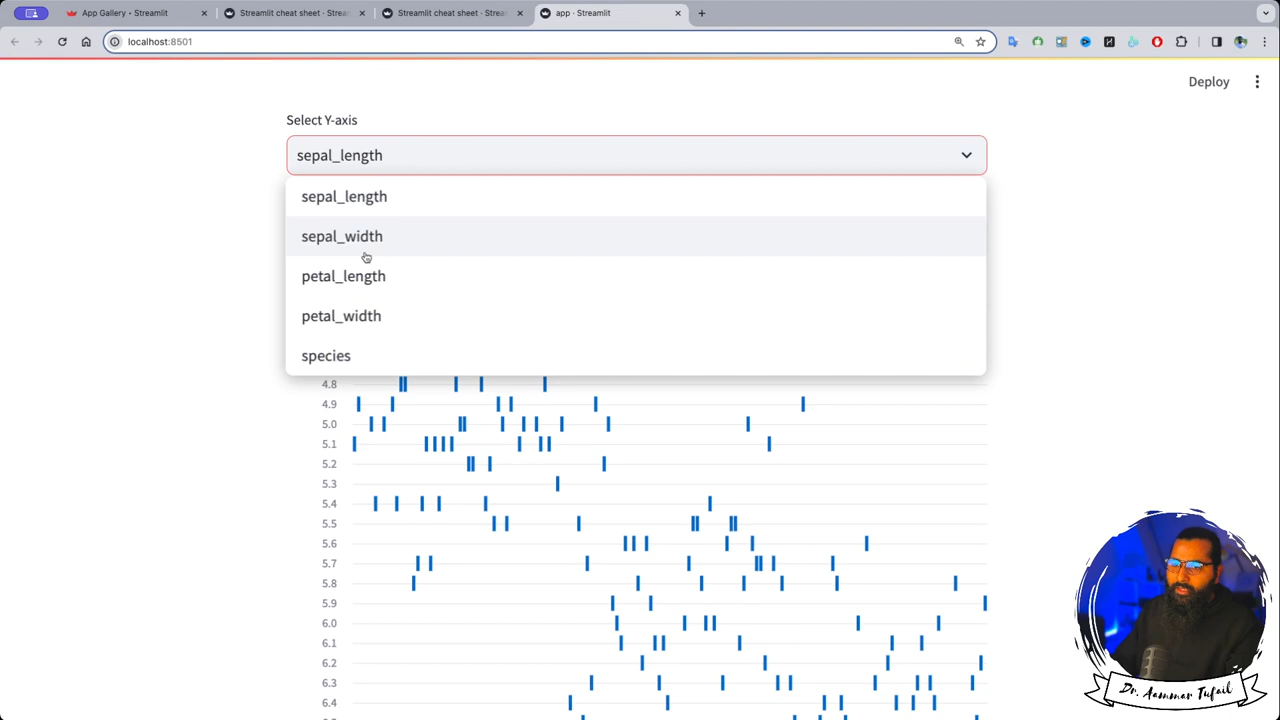 App Gallery • Streamlit
Streamlit cheat sheet · Strea
Streamlit cheat sheet · Strea
app · Streamlit
localhost:8501
Deploy
Select Y-axis
sepal_length
sepal_length
sepal_width
petal_length
petal_width
species
4.8
4.9
5.0
5.1
5.2
5.3
5.4
5.5
5.6
5.7
5.8
5.9
6.0
6.1
6.2
6.3
6.4
Dr. Aammar Tufail